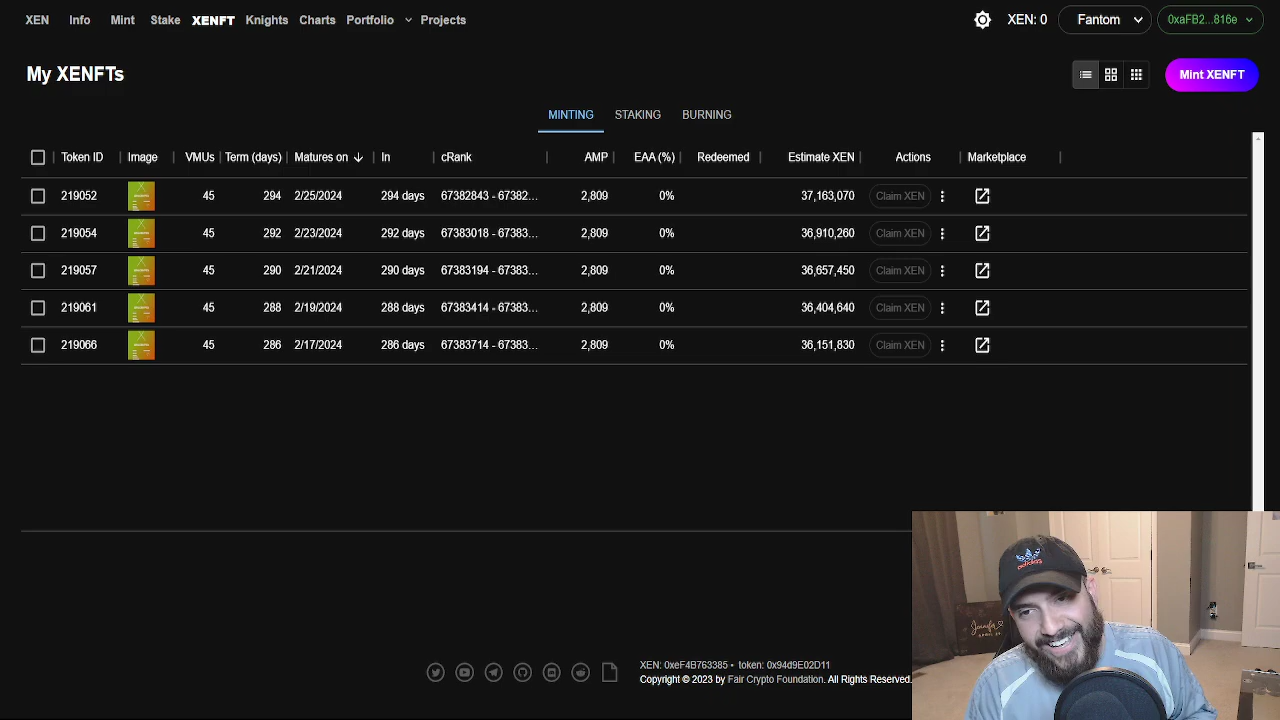 XEN Info Mint Stake XENFT Knights Charts Portfolio Projects XEN: 0 Fantom 0xaFB2...816e
My XENFTs Mint XENFT
MINTING STAKING BURNING
Token ID Image VMUs Term (days) Matures on In cRank AMP EAA (%) Redeemed Estimate XEN Actions Marketplace
219052 45 294 2/25/2024 294 days 67382843 - 67382... 2,809 0% 37,163,070 Claim XEN
219054 45 292 2/23/2024 292 days 67383018 - 67383... 2,809 0% 36,910,260 Claim XEN
219057 45 290 2/21/2024 290 days 2,809 0% Claim XEN
219061 45 288 2/19/2024 288 days 67383414 - 67383... 2,809 0% 36,404,640 Claim XEN
219066 45 286 2/17/2024 286 days 67383714 - 67383... 2,809 0% 36,151,830 Claim XEN
adidas
Jennifer
XEN: 0xeF4B763385 • token: 0x94d9E02D11
Copyright © 2023 by Fair Crypto Foundation. All Rights Reserved.